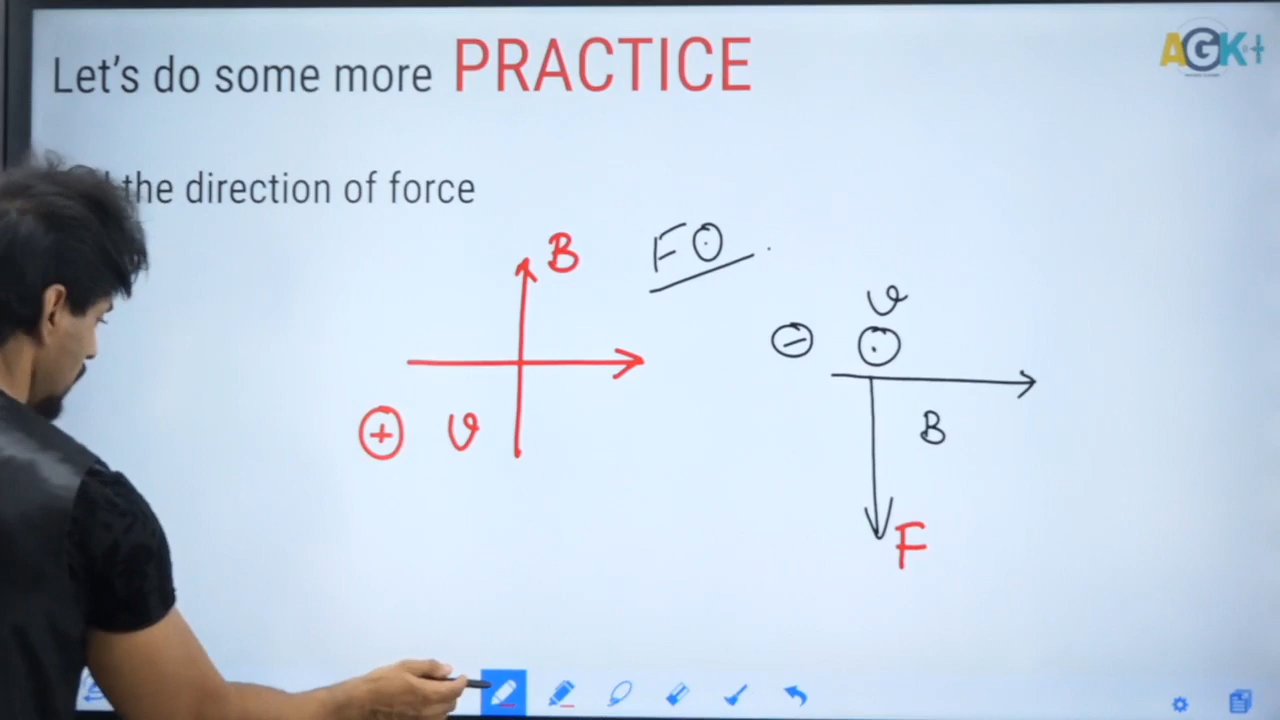 Let's do some more PRACTICE
AGK
the direction of force
B
F ⊙
v
⊖ ⊙
B
⊕ v
F